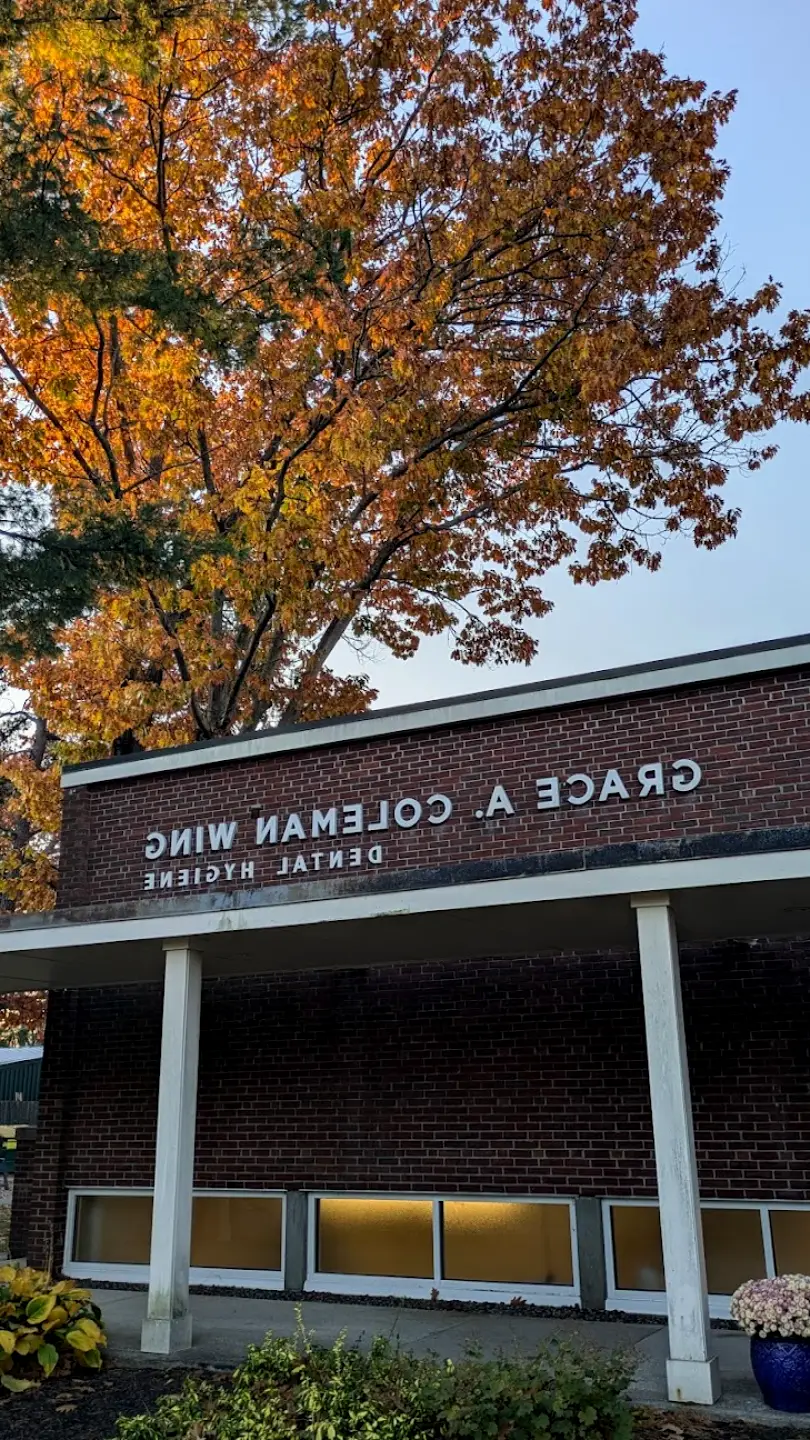 GRACE A. COLEMAN WING
DENTAL HYGIENE